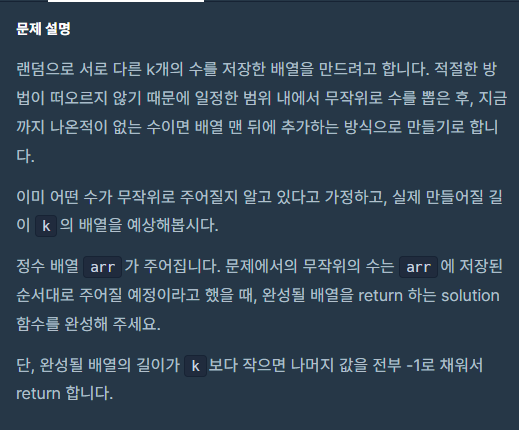 문제 설명
랜덤으로 서로 다른 k개의 수를 저장한 배열을 만드려고 합니다. 적절한 방
법이 떠오르지 않기 때문에 일정한 범위 내에서 무작위로 수를 뽑은 후, 지금
까지 나온적이 없는 수이면 배열 맨 뒤에 추가하는 방식으로 만들기로 합니
다.
이미 어떤 수가 무작위로 주어질지 알고 있다고 가정하고, 실제 만들어질 길
이 k 의 배열을 예상해봅시다.
정수 배열 arr 가 주어집니다. 문제에서의 무작위의 수는 arr 에 저장된
순서대로 주어질 예정이라고 했을 때, 완성될 배열을 return 하는 solution
함수를 완성해 주세요.
단, 완성될 배열의 길이가 k 보다 작으면 나머지 값을 전부 -1로 채워서
return 합니다.